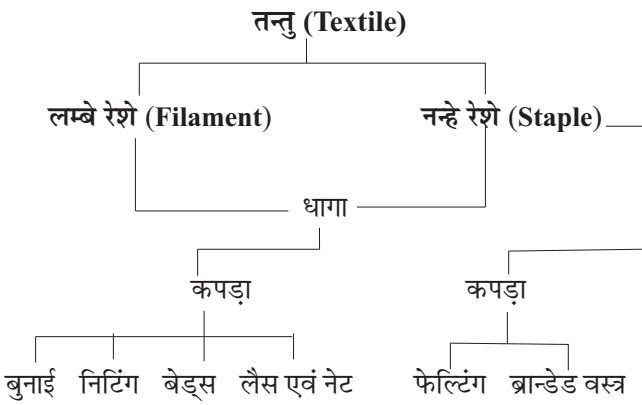 तन्तु (Textile)
लम्बे रेशे (Filament) नन्हे रेशे (Staple)
धागा
कपड़ा कपड़ा
बुनाई निटिंग बेड्स लैस एवं नेट फेल्टिंग ब्रान्डेड वस्त्र